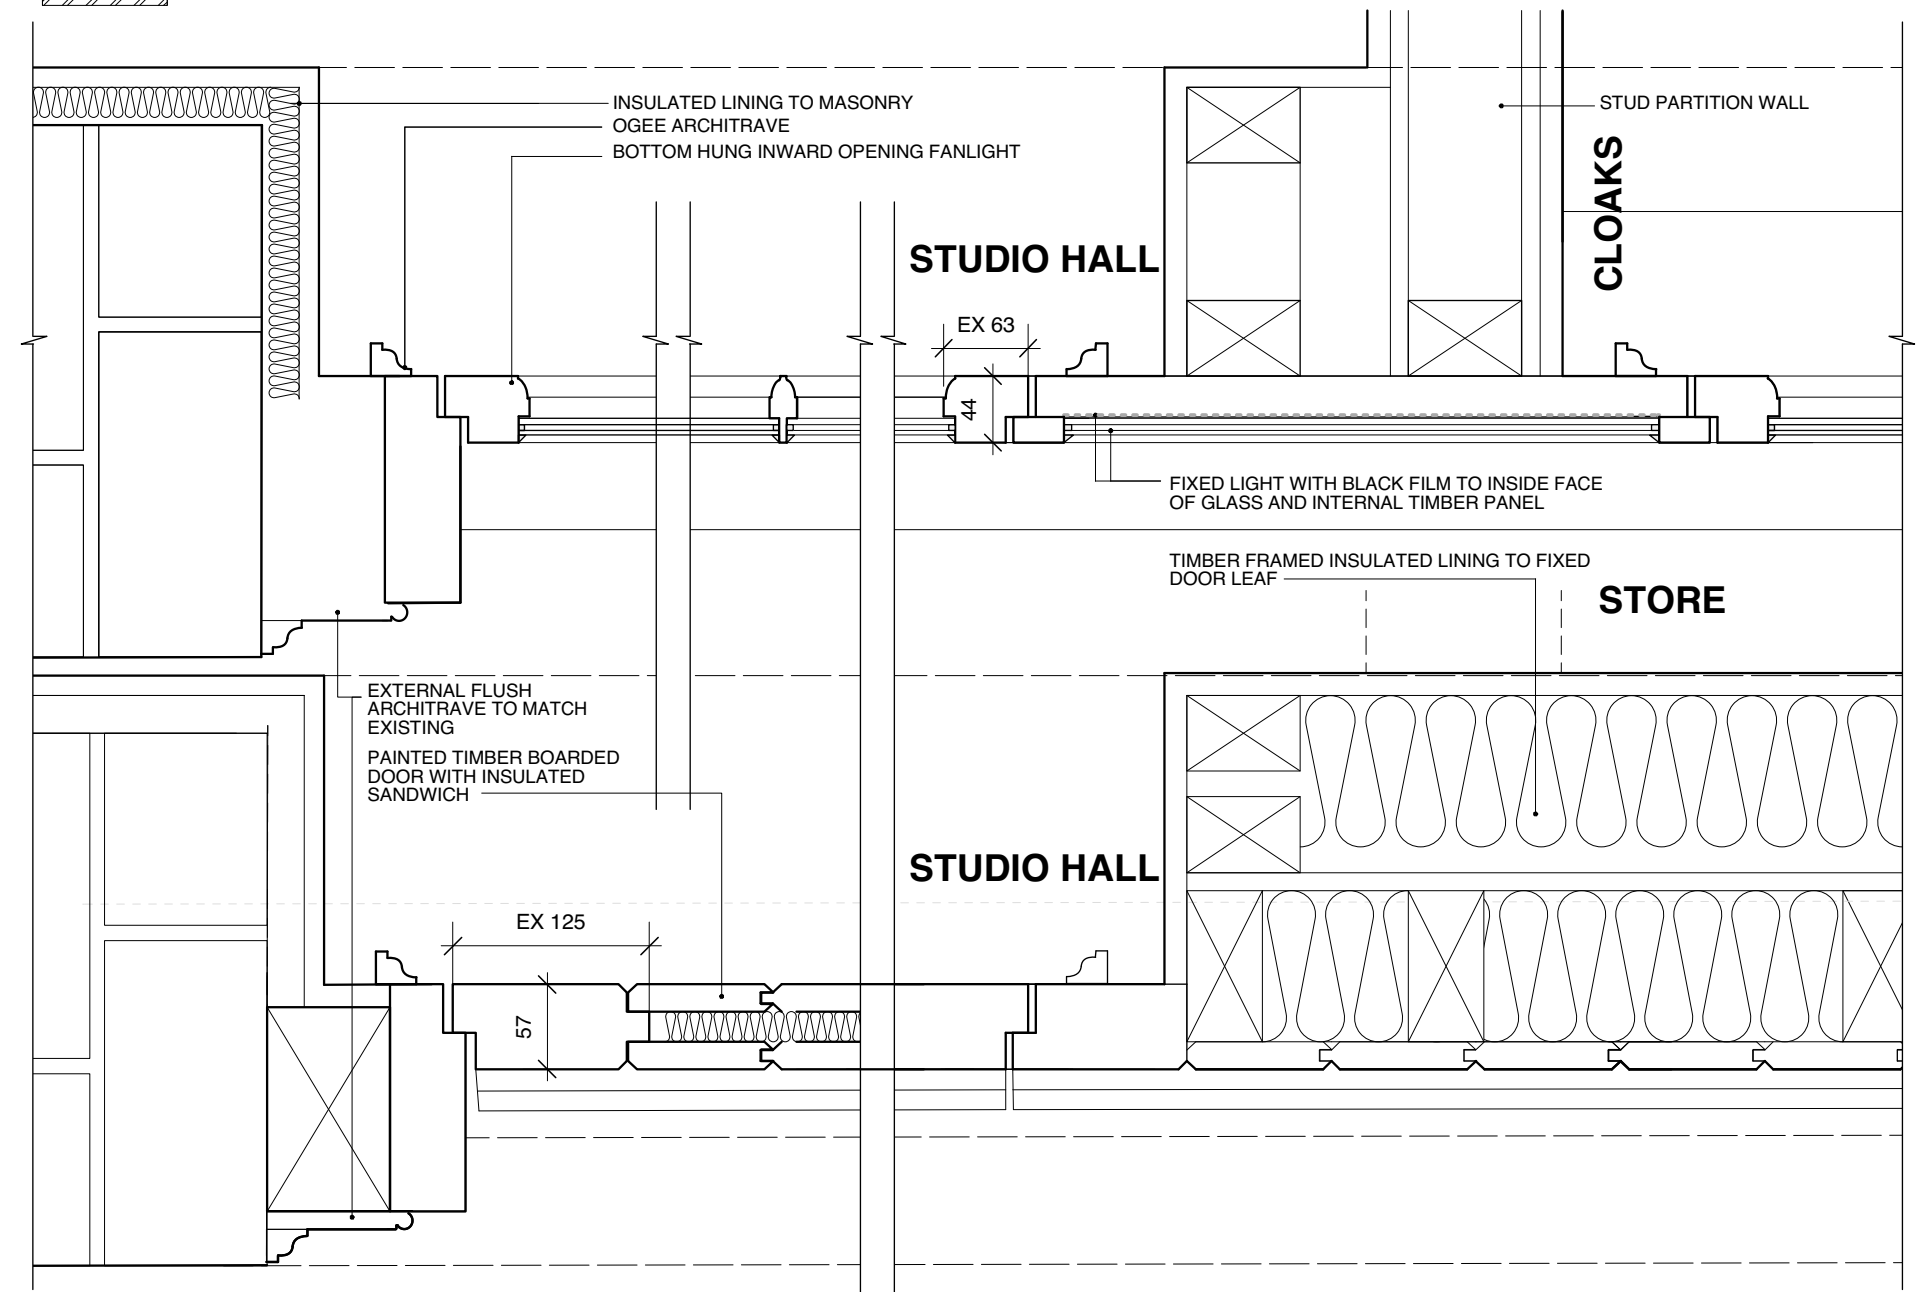 INSULATED LINING TO MASONRY
OGEE ARCHITRAVE
BOTTOM HUNG INWARD OPENING FANLIGHT
STUD PARTITION WALL
CLOAKS
STUDIO HALL
EX 63
44
FIXED LIGHT WITH BLACK FILM TO INSIDE FACE
OF GLASS AND INTERNAL TIMBER PANEL
TIMBER FRAMED INSULATED LINING TO FIXED
DOOR LEAF
STORE
EXTERNAL FLUSH
ARCHITRAVE TO MATCH
EXISTING
PAINTED TIMBER BOARDED
DOOR WITH INSULATED
SANDWICH
STUDIO HALL
EX 125
57